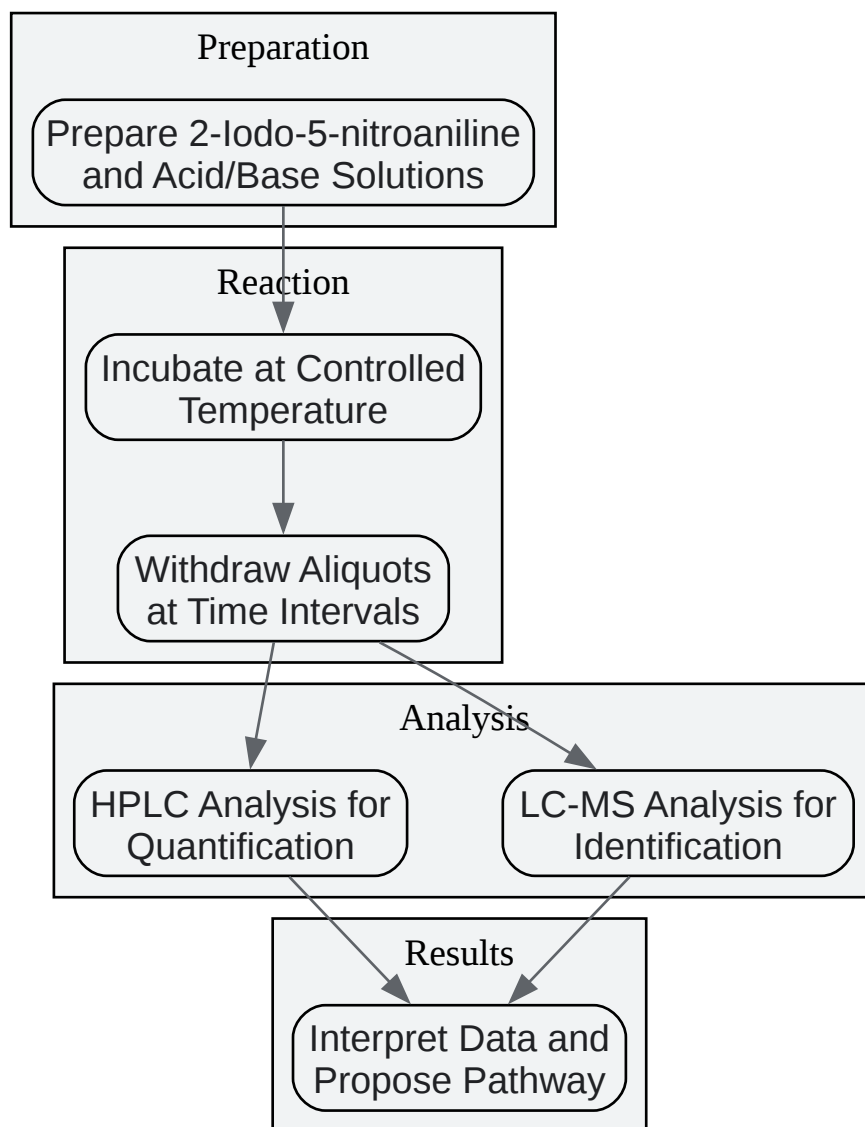 Preparation
Prepare 2-Iodo-5-nitroaniline
and Acid/Base Solutions
Reaction
Incubate at Controlled
Temperature
Withdraw Aliquots
at Time Intervals
Analysis
HPLC Analysis for
Quantification
LC-MS Analysis for
Identification
Results
Interpret Data and
Propose Pathway